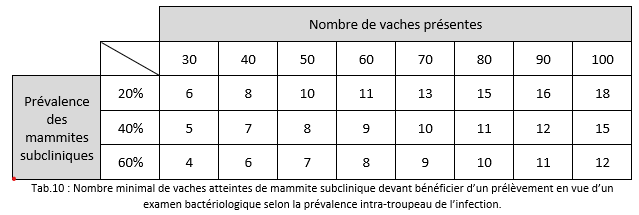 Nombre de vaches présentes
30 40 50 60 70 80 90 100
Prévalence des mammites subcliniques
20% 6 8 10 11 13 15 16 18
40% 5 7 8 9 10 11 12 15
60% 4 6 7 8 9 10 11 12
Tab.10 : Nombre minimal de vaches atteintes de mammite subclinique devant bénéficier d'un prélèvement en vue d'un
examen bactériologique selon la prévalence intra-troupeau de l'infection.